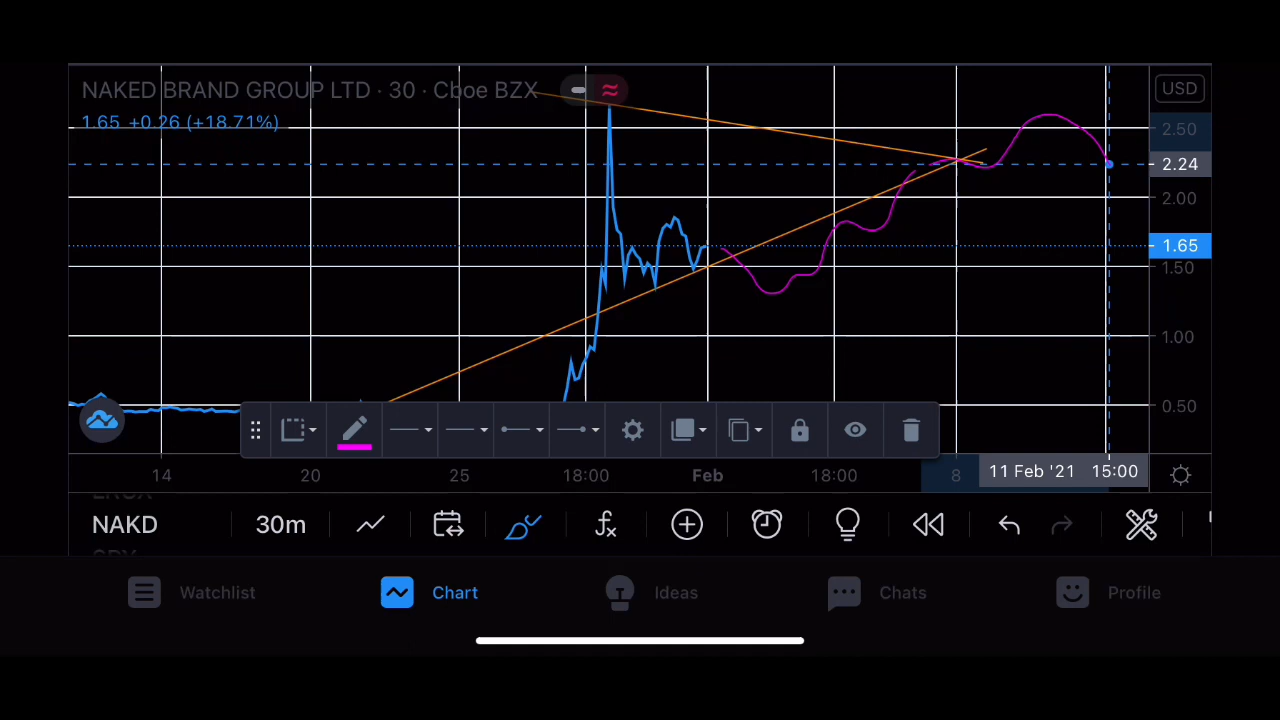 NAKED BRAND GROUP LTD · 30 · Cboe BZX
USD
1.65 +0.26 (+18.71%)
2.50
2.24
2.00
1.65
1.50
1.00
0.50
14 20 25 18:00 Feb 18:00 8 11 Feb '21 15:00
NAKD 30m
Watchlist Chart Ideas Chats Profile